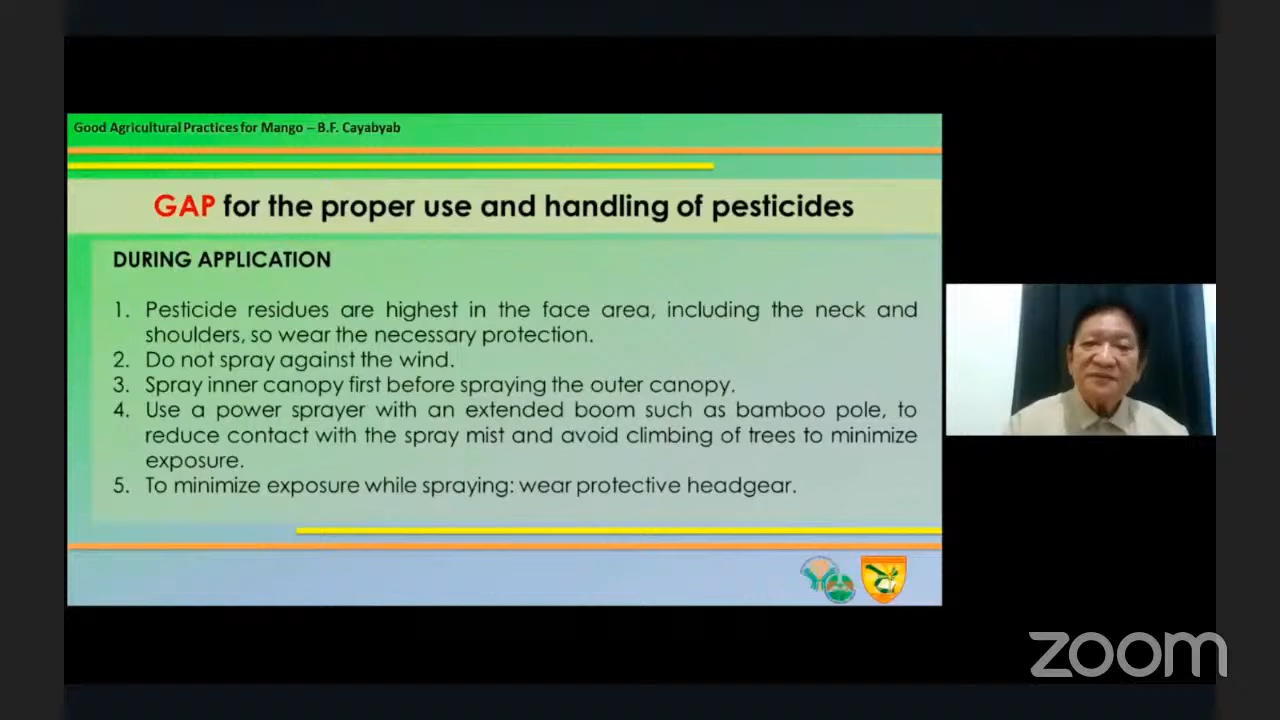 Good Agricultural Practices for Mango – B.F. Cayabyab
GAP for the proper use and handling of pesticides
DURING APPLICATION
1. Pesticide residues are highest in the face area, including the neck and
shoulders, so wear the necessary protection.
2. Do not spray against the wind.
3. Spray inner canopy first before spraying the outer canopy.
4. Use a power sprayer with an extended boom such as bamboo pole, to
reduce contact with the spray mist and avoid climbing of trees to minimize
exposure.
5. To minimize exposure while spraying: wear protective headgear.
zoom